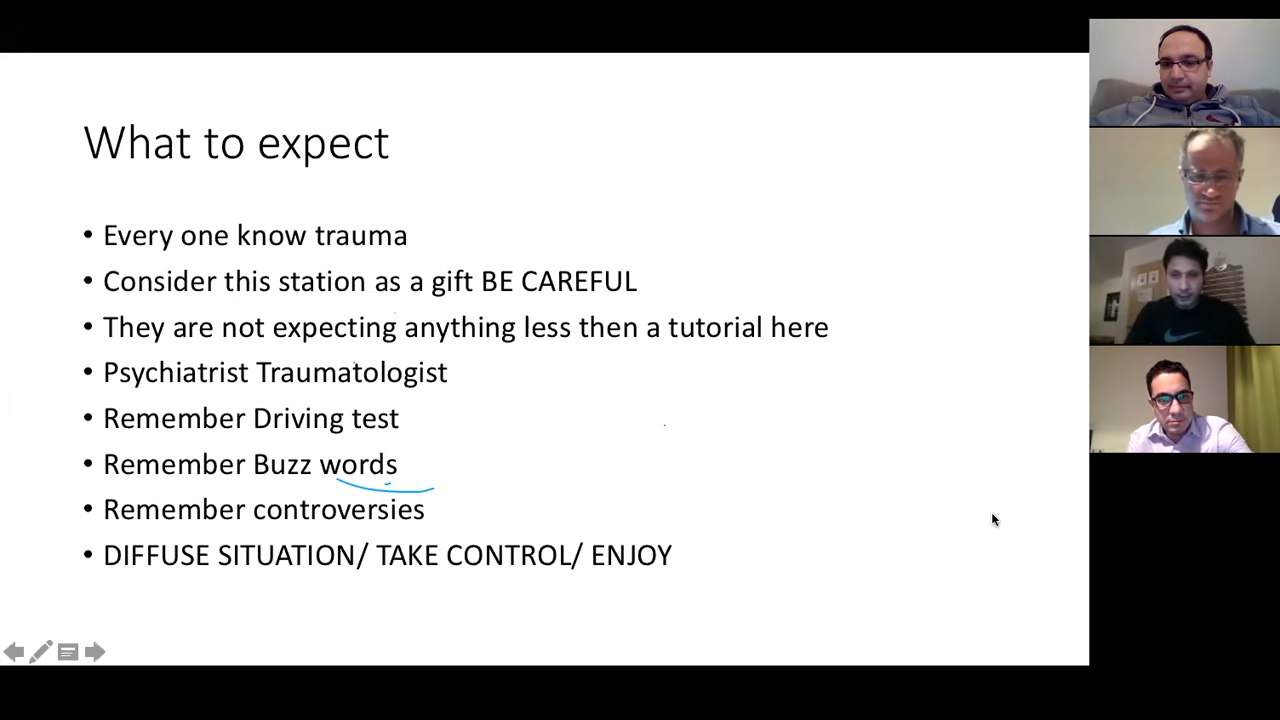 What to expect
• Every one know trauma
• Consider this station as a gift BE CAREFUL
• They are not expecting anything less then a tutorial here
• Psychiatrist Traumatologist
• Remember Driving test
• Remember Buzz words
• Remember controversies
• DIFFUSE SITUATION/ TAKE CONTROL/ ENJOY